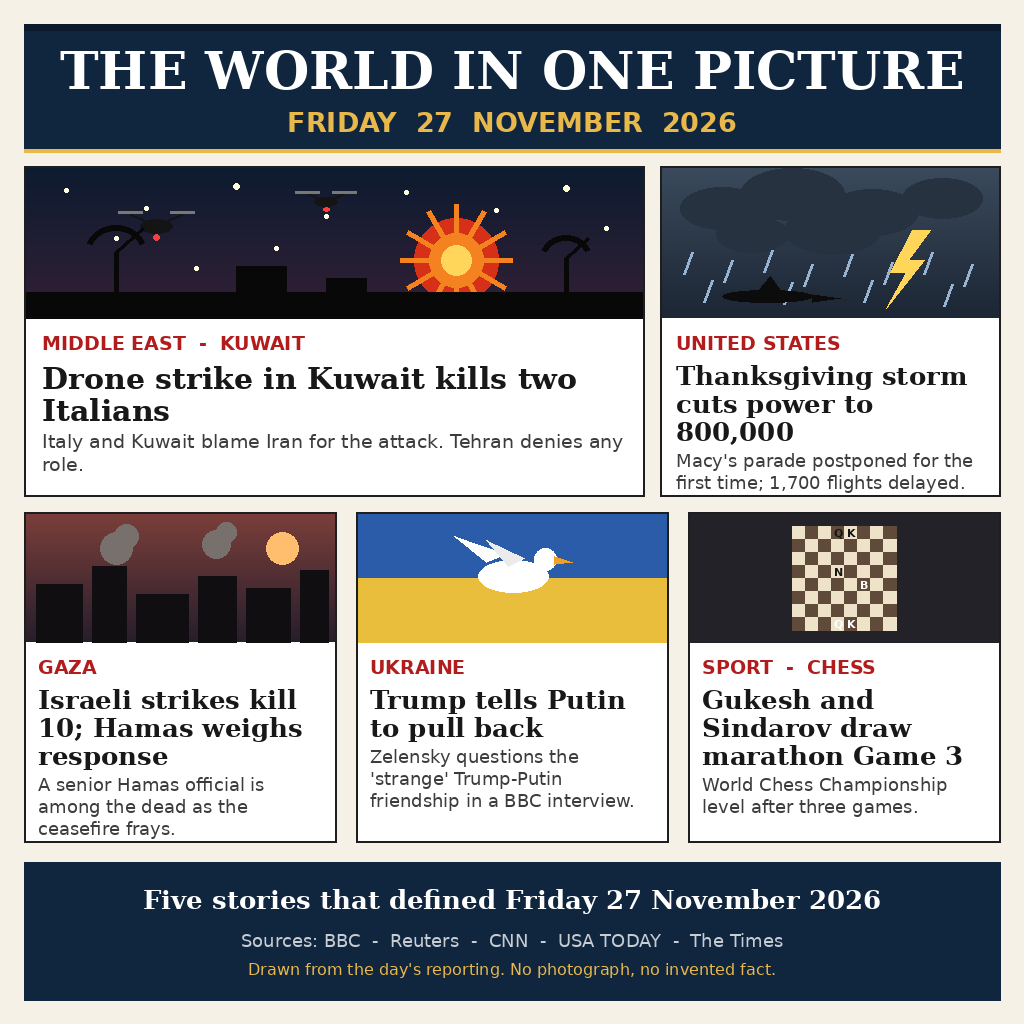 THE WORLD IN ONE PICTURE
FRIDAY 27 NOVEMBER 2026
MIDDLE EAST - KUWAIT
Drone strike in Kuwait kills two
Italians
Italy and Kuwait blame Iran for the attack. Tehran denies any
role.
UNITED STATES
Thanksgiving storm
cuts power to
800,000
Macy's parade postponed for the
first time; 1,700 flights delayed.
GAZA
Israeli strikes kill
10; Hamas weighs
response
A senior Hamas official is
among the dead as the
ceasefire frays.
UKRAINE
Trump tells Putin
to pull back
Zelensky questions the
'strange' Trump-Putin
friendship in a BBC interview.
Q K
N
B
Q K
SPORT - CHESS
Gukesh and
Sindarov draw
marathon Game 3
World Chess Championship
level after three games.
Five stories that defined Friday 27 November 2026
Sources: BBC - Reuters - CNN - USA TODAY - The Times
Drawn from the day's reporting. No photograph, no invented fact.